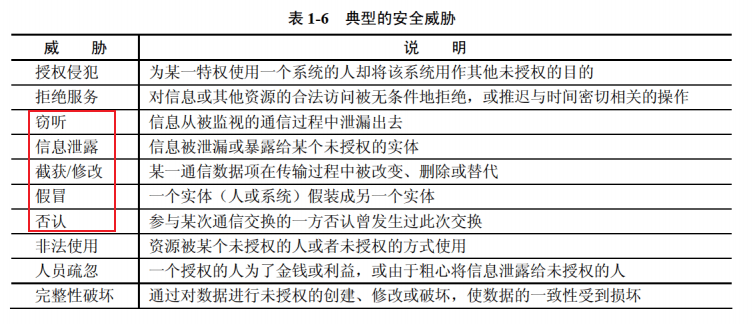 表 1-6 典型的安全威胁
威 胁 说 明
授权侵犯 为某一特权使用一个系统的人却将该系统用作其他未授权的目的
拒绝服务 对信息或其他资源的合法访问被无条件地拒绝，或推迟与时间密切相关的操作
窃听 信息从被监视的通信过程中泄漏出去
信息泄露 信息被泄漏或暴露给某个未授权的实体
截获/修改 某一通信数据项在传输过程中被改变、删除或替代
假冒 一个实体（人或系统）假装成另一个实体
否认 参与某次通信交换的一方否认曾发生过此次交换
非法使用 资源被某个未授权的人或者未授权的方式使用
人员疏忽 一个授权的人为了金钱或利益，或由于粗心将信息泄露给未授权的人
完整性破坏 通过对数据进行未授权的创建、修改或破坏，使数据的一致性受到损坏